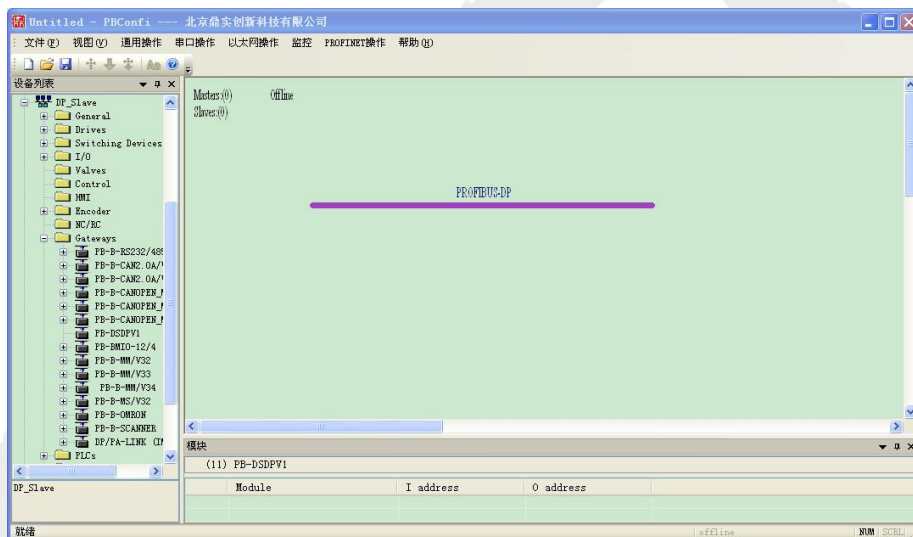 Untitled - PBConfi --- 北京鼎实创新科技有限公司
文件(F) 视图(V) 通用操作 串口操作 以太网操作 监控 PROFINET操作 帮助(H)
设备列表
DP_Slave
General
Drives
Switching Devices
I/O
Valves
Control
HMI
Encoder
NC/RC
Gateways
PB-B-RS232/485
PB-B-CAN2.0A/
PB-B-CAN2.0A/
PB-B-CANOPEN_
PB-B-CANOPEN_
PB-B-CANOPEN_
PB-DSDPV1
PB-BMIO-12/4
PB-B-MM/V32
PB-B-MM/V33
PB-B-MM/V34
PB-B-MS/V32
PB-B-OMRON
PB-B-SCANNER
DP/PA-LINK
PLCs
DP_Slave
Masters:(0) Offline
Slaves:(0)
PROFIBUS-DP
模块
(11) PB-DSDPV1
Module I address O address
就绪
offline NUM SCRL